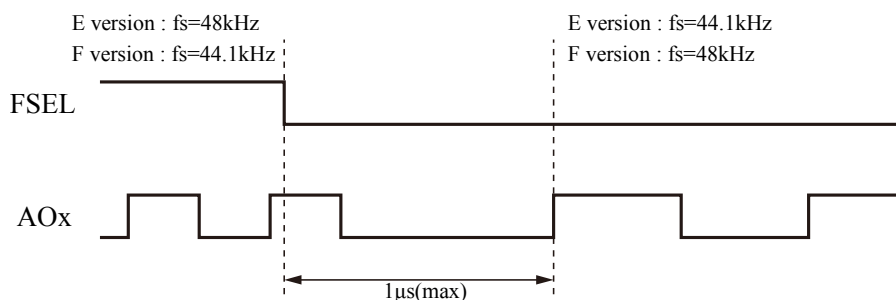 E version : fs=48kHz
F version : fs=44.1kHz
E version : fs=44.1kHz
F version : fs=48kHz
FSEL
AOx
1μs(max)